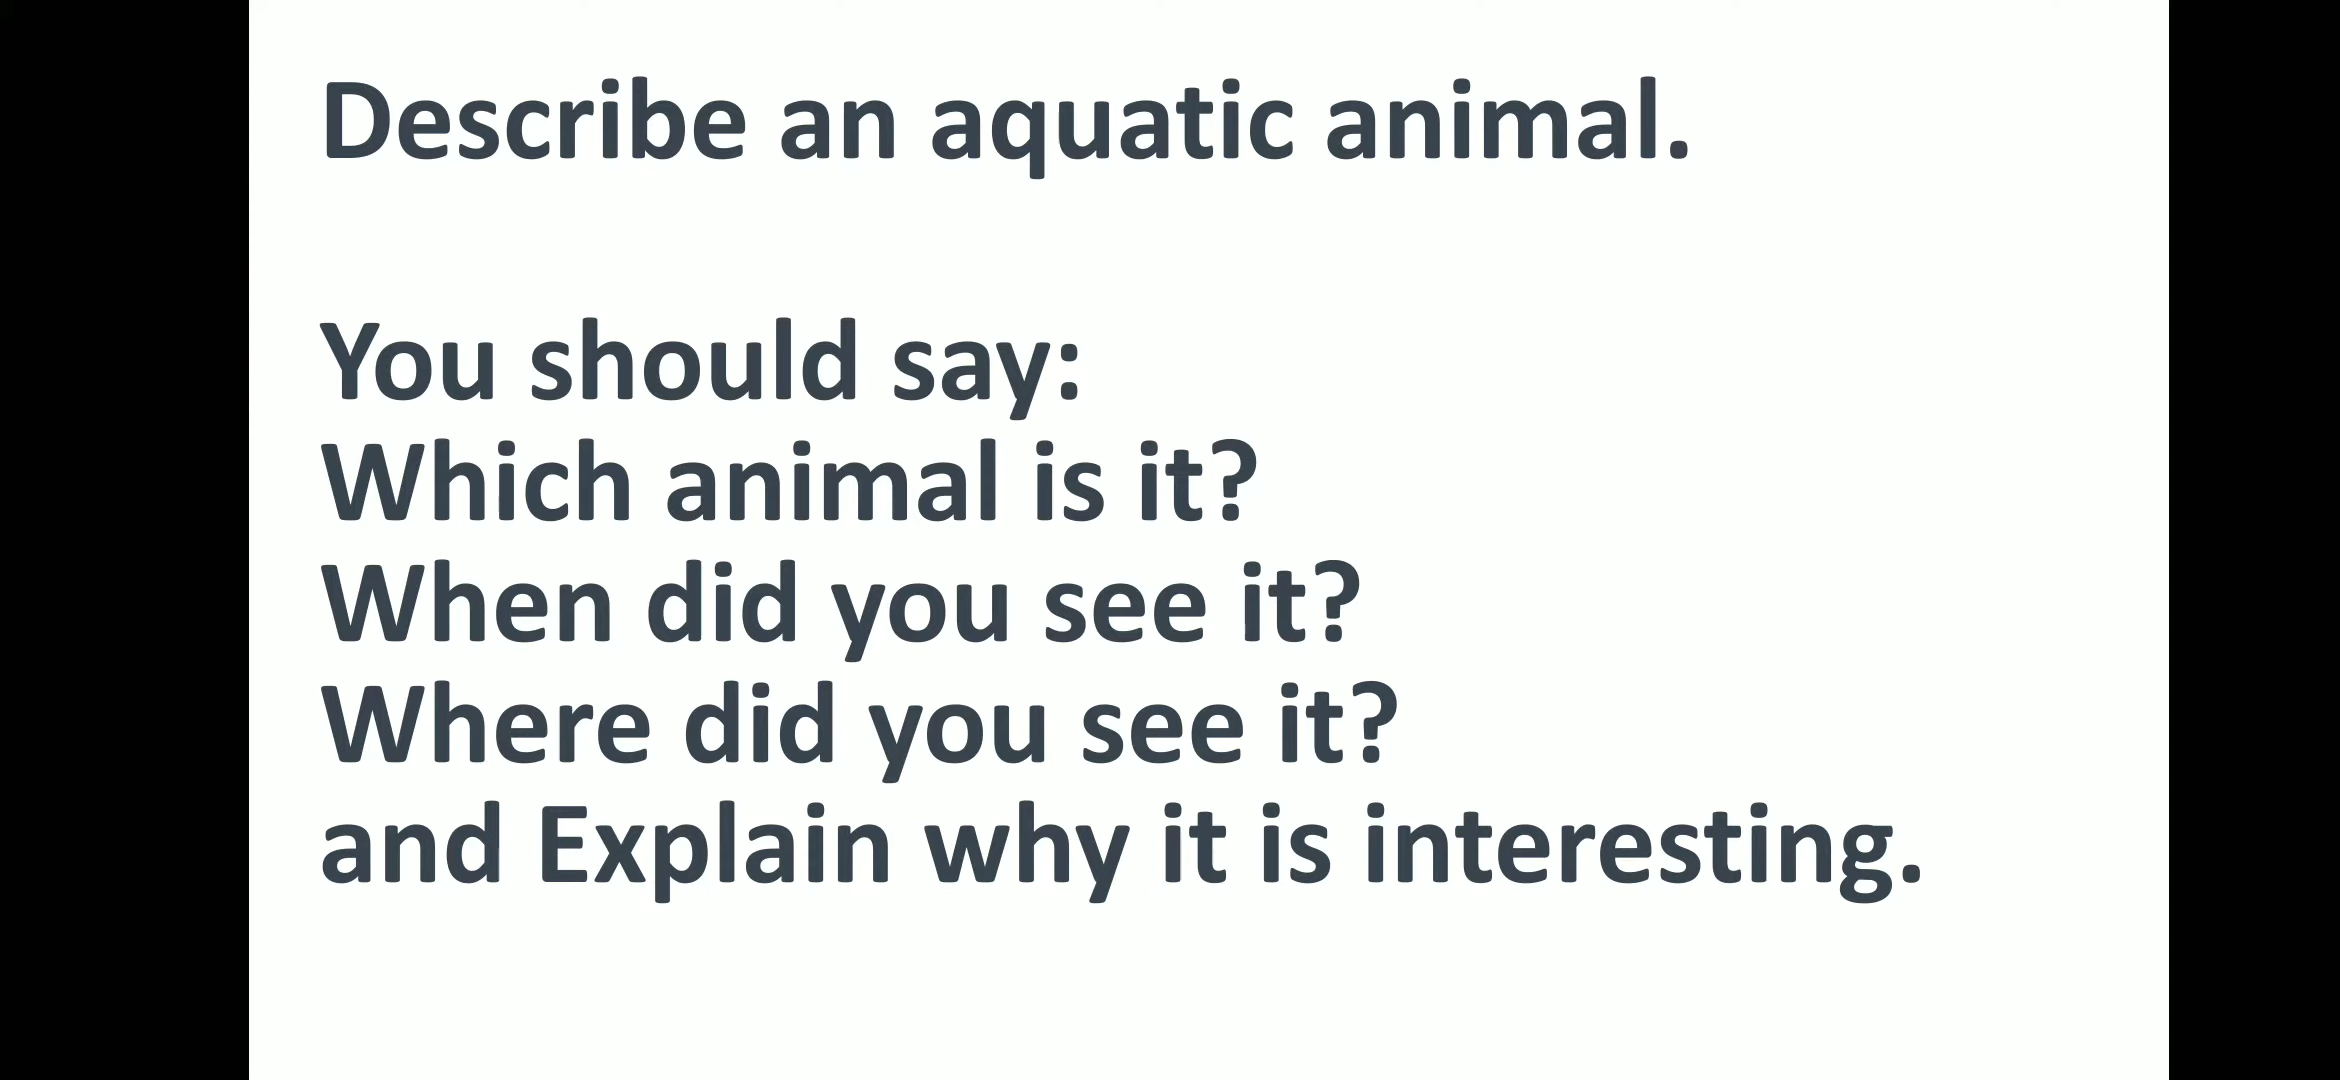 Describe an aquatic animal.
You should say:
Which animal is it?
When did you see it?
Where did you see it?
and Explain why it is interesting.